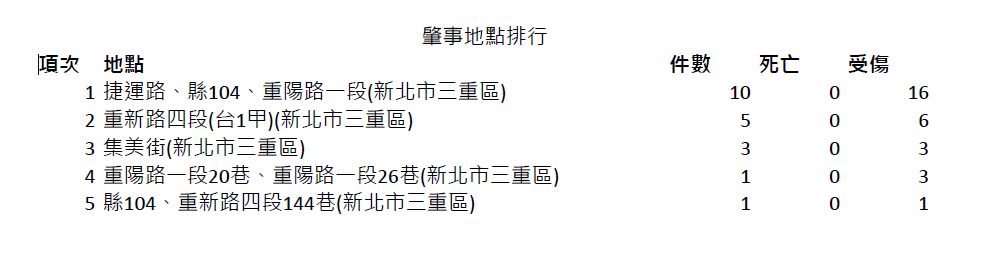 肇事地點排行
項次 地點 件數 死亡 受傷
1 捷運路、縣104、重陽路一段(新北市三重區) 10 0 16
2 重新路四段(台1甲)(新北市三重區) 5 0 6
3 集美街(新北市三重區) 3 0 3
4 重陽路一段20巷、重陽路一段26巷(新北市三重區) 1 0 3
5 縣104、重新路四段144巷(新北市三重區) 1 0 1